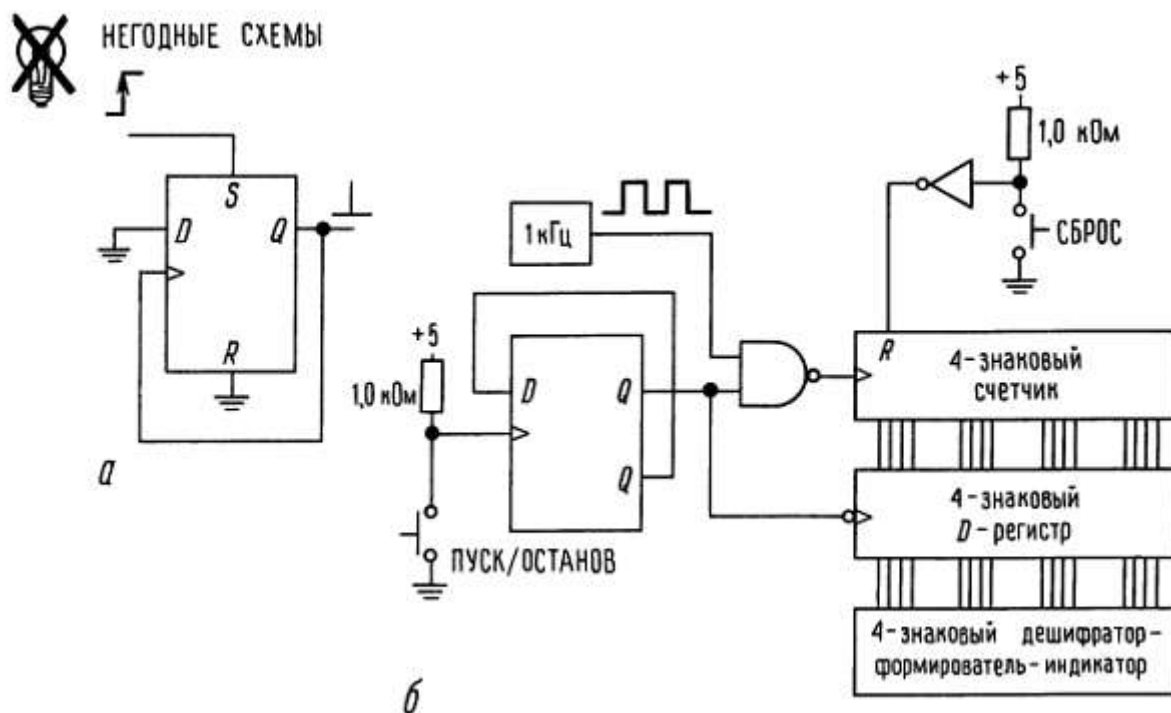 НЕГОДНЫЕ СХЕМЫ
S
D Q
R
а
+5
1,0 кОм
СБРОС
1кГц
+5
1,0 кОм
D Q
Q
ПУСК/ОСТАНОВ
R
4-знаковый
счетчик
4-знаковый
D-регистр
4-знаковый дешифратор-
формирователь-индикатор
б